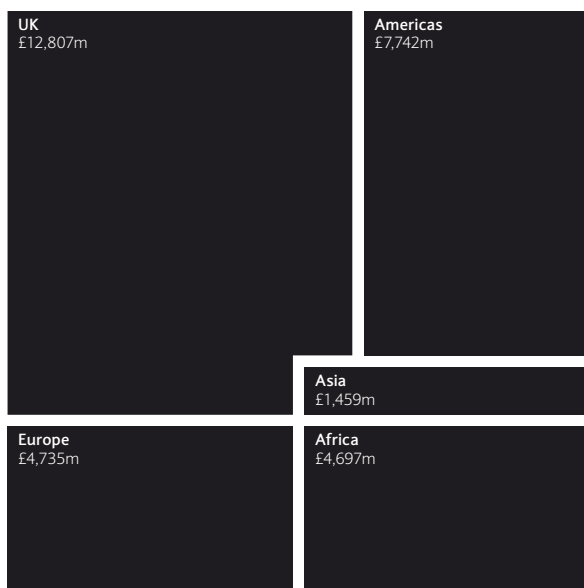 UK
£12,807m
Americas
£7,742m
Asia
£1,459m
Europe
£4,735m
Africa
£4,697m